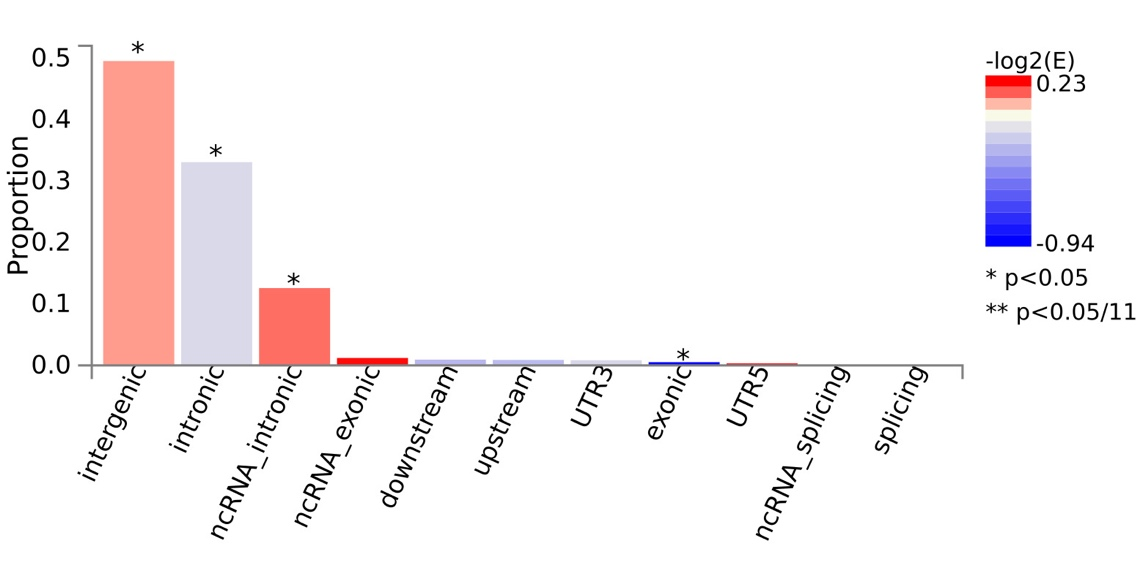 Proportion
0.5
0.4
0.3
0.2
0.1
0.0
*
*
*
*
intergenic
intronic
ncRNA_intronic
ncRNA_exonic
downstream
upstream
UTR3
exonic
UTR5
ncRNA_splicing
splicing
-log2(E)
0.23
-0.94
* p<0.05
** p<0.05/11